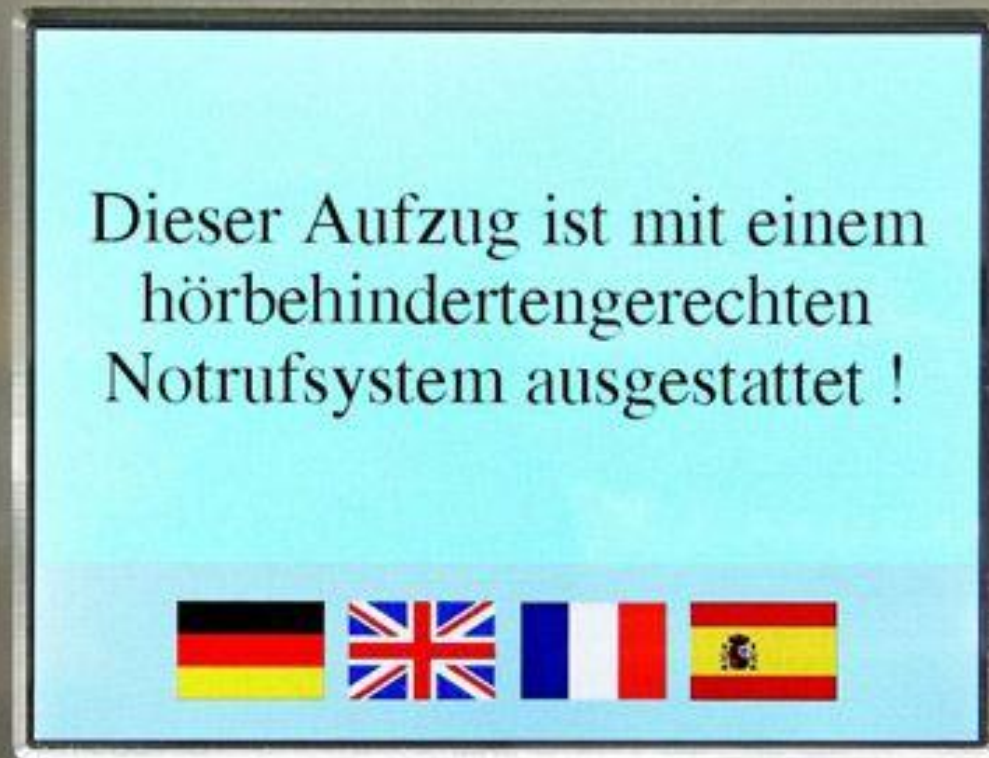 Dieser Aufzug ist mit einem
hörbehindertengerechten
Notrufsystem ausgestattet !